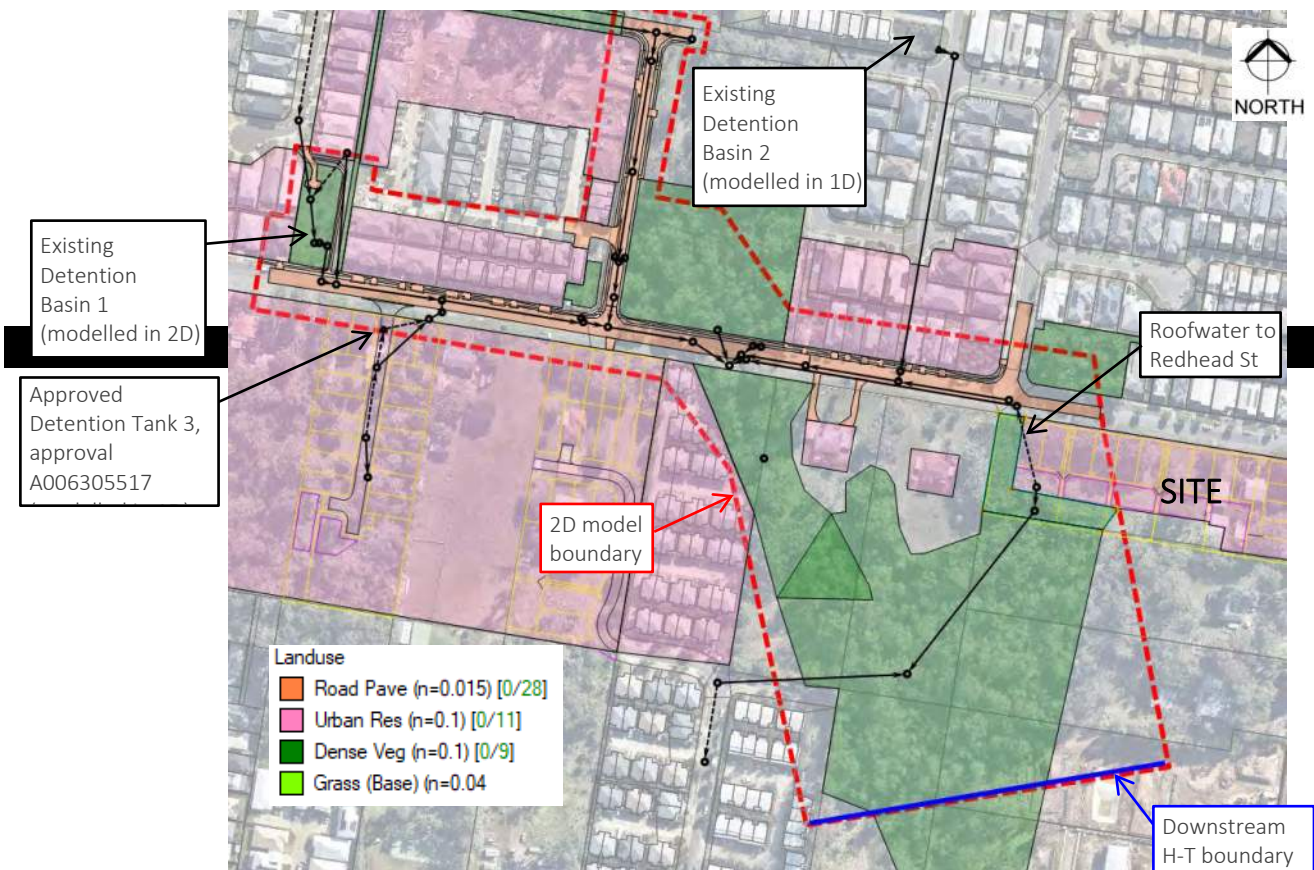 NORTH
Existing
Detention
Basin 2
(modelled in 1D)
Existing
Detention
Basin 1
(modelled in 2D)
Roofwater to
Redhead St
Approved
Detention Tank 3,
approval
A006305517
SITE
2D model
boundary
Landuse
Road Pave (n=0.015) [0/28]
Urban Res (n=0.1) [0/11]
Dense Veg (n=0.1) [0/9]
Grass (Base) (n=0.04
Downstream
H-T boundary